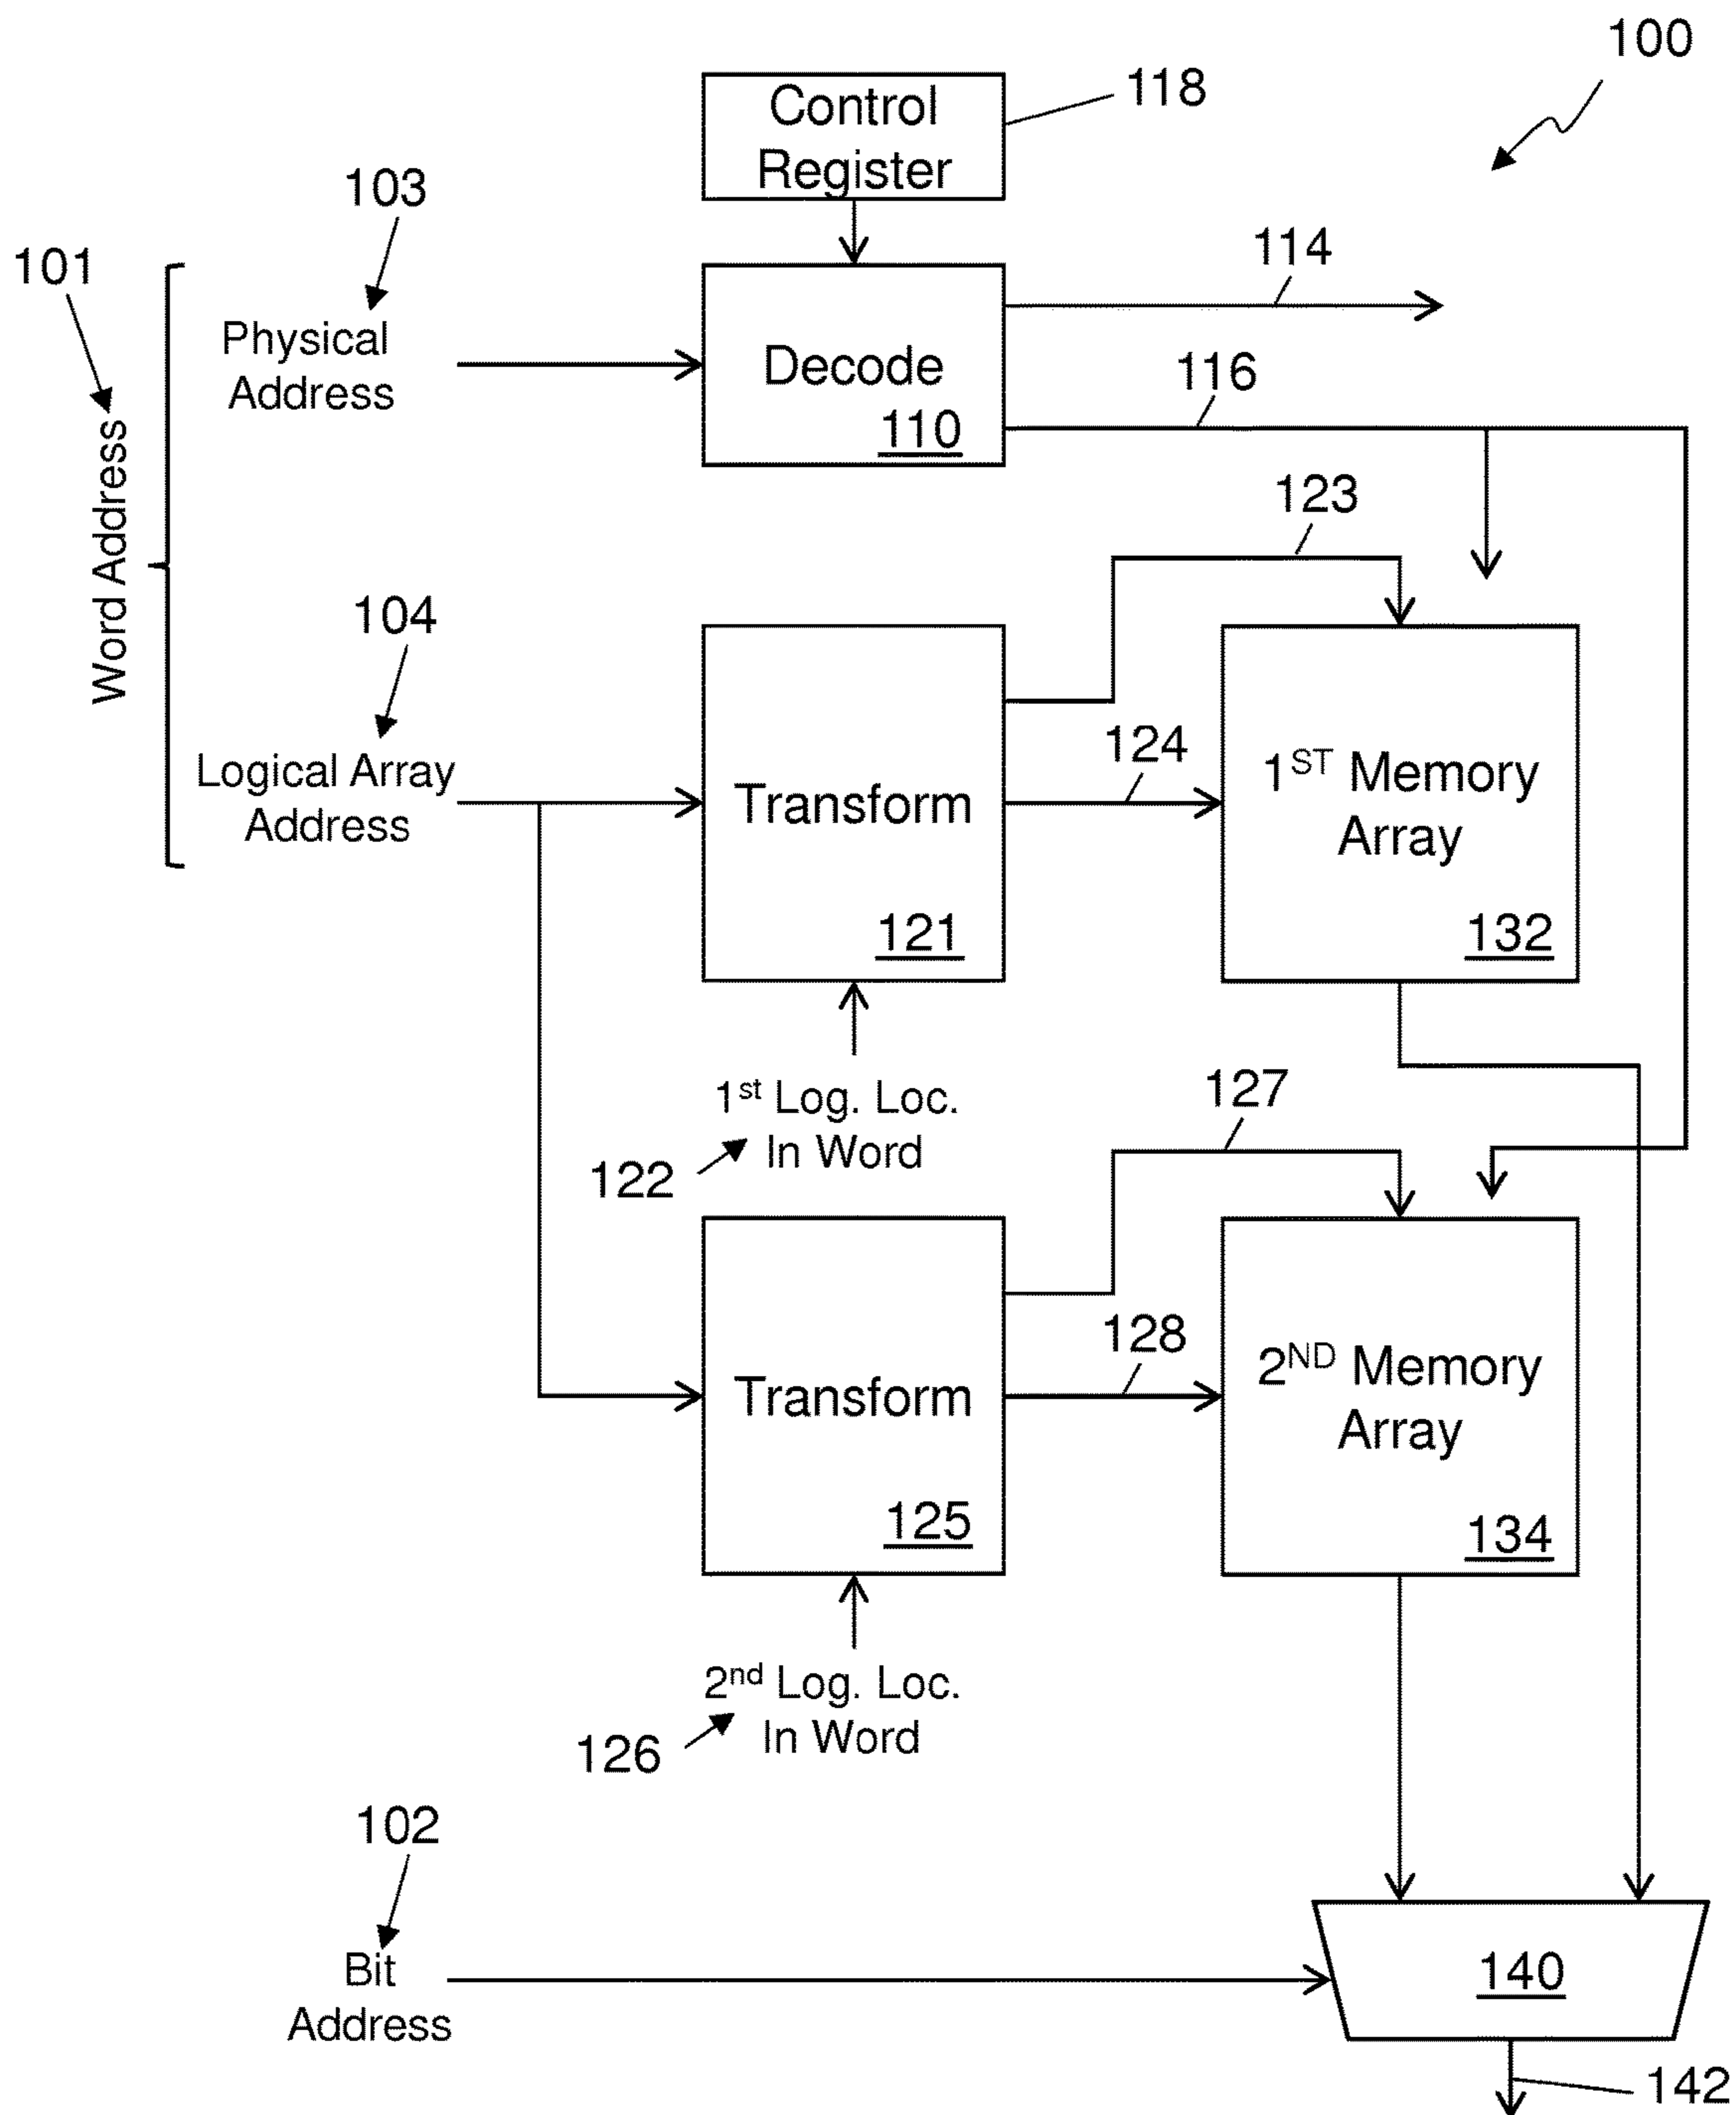 100
Control
Register
118
103
101
114
Physical
Address
Decode
110
116
Word Address
123
104
Logical Array
Address
Transform
121
124
1ST Memory
Array
132
1st Log. Loc.
In Word
122
127
Transform
125
128
2ND Memory
Array
134
2nd Log. Loc.
In Word
126
102
Bit
Address
140
142